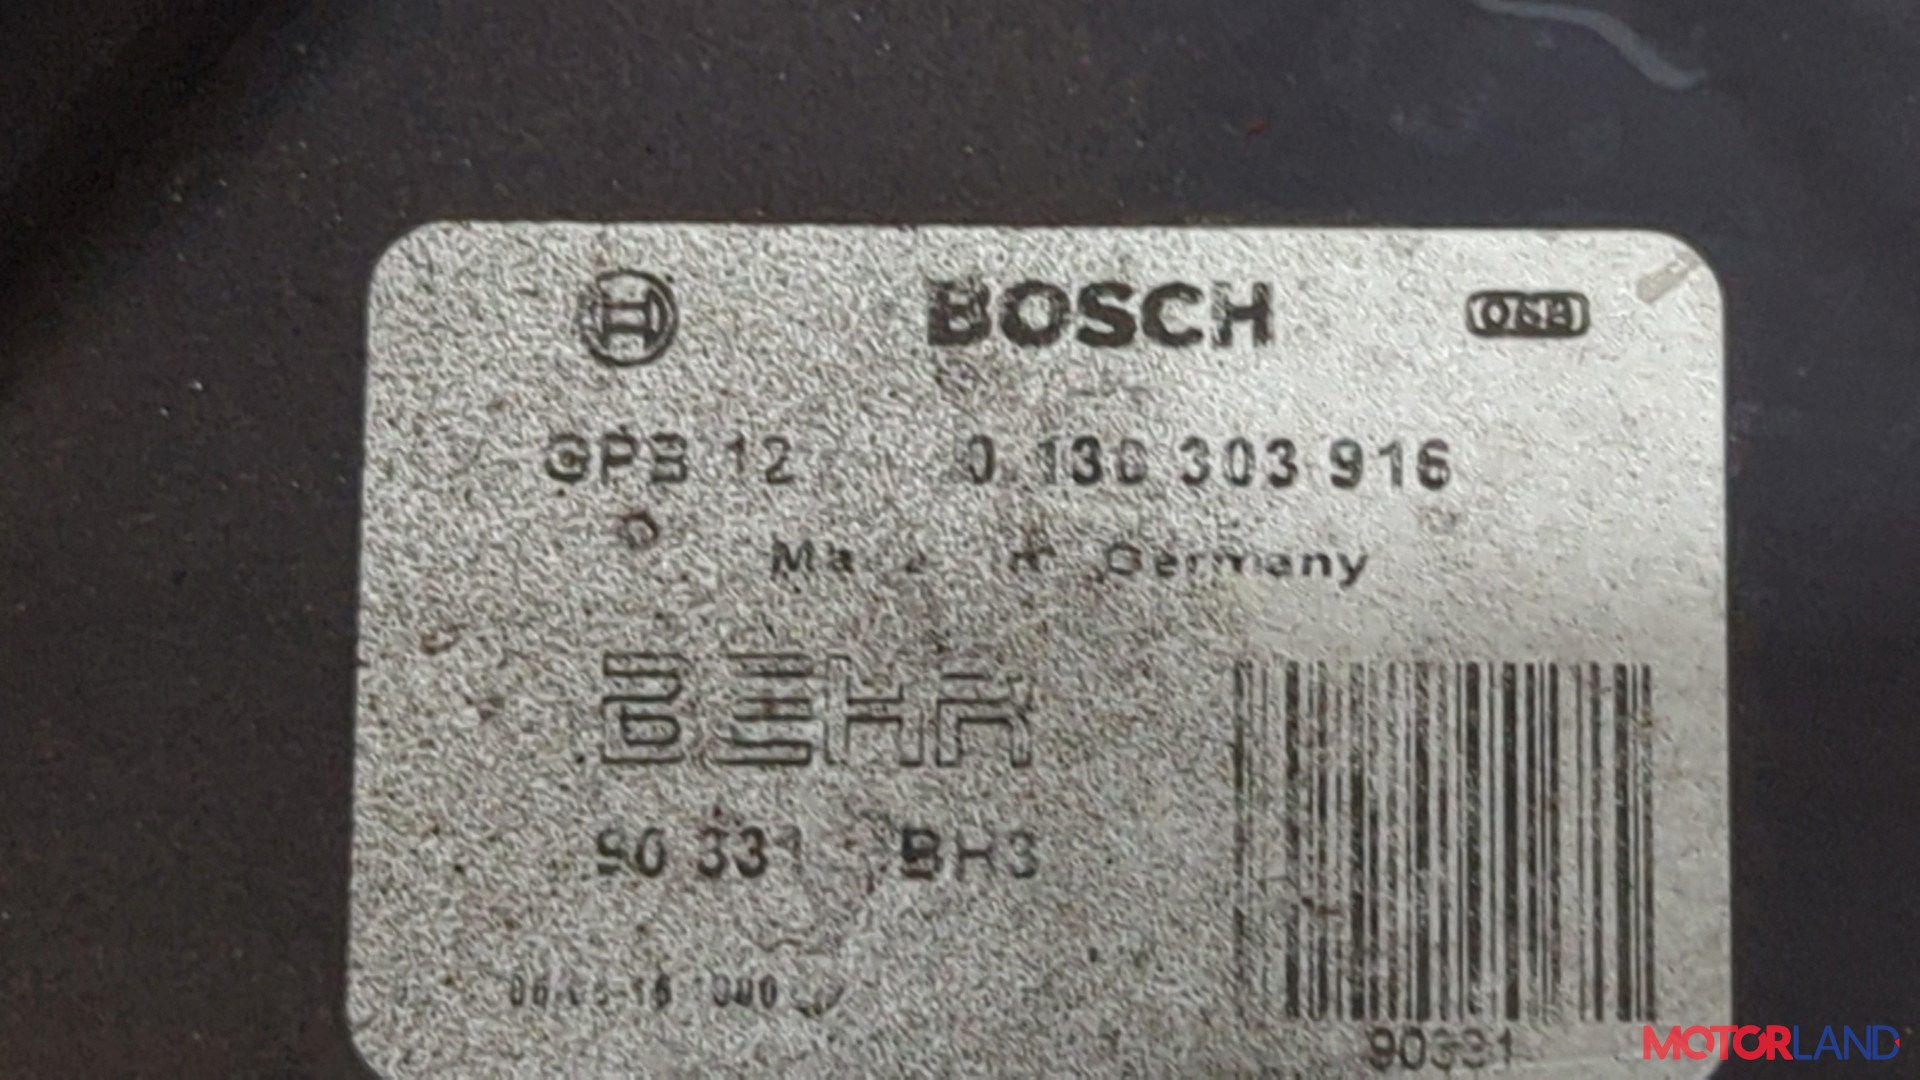 BOSCH
GPB 12 0 130 303 916
Made in Germany
BEHR
90 331 BH3
90331
MOTORLAND